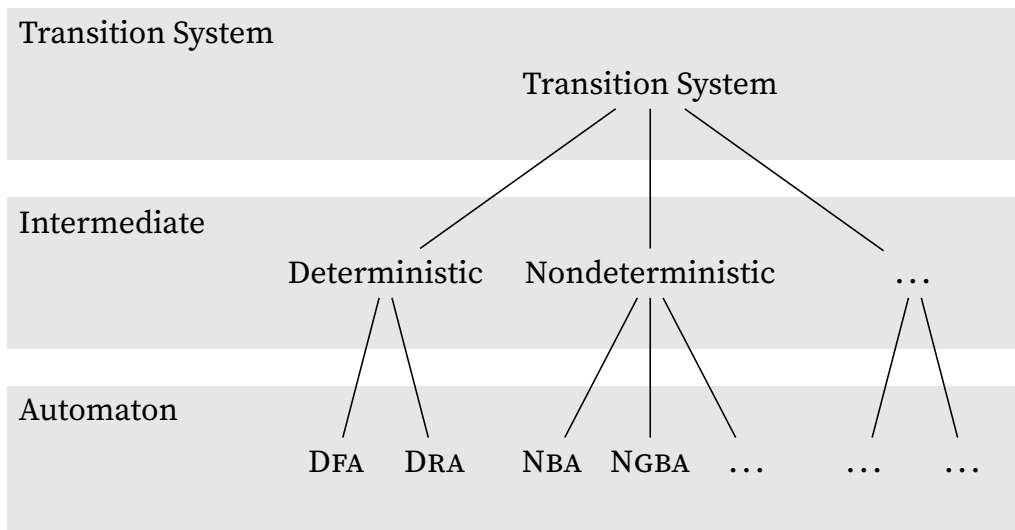 Transition System
Transition System
Intermediate
Deterministic Nondeterministic ...
Automaton
DFA DRA NBA NGBA ... ... ...